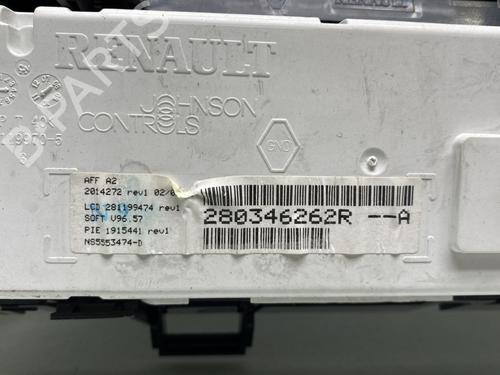 RENAULT
JOHNSON
CONTROLS
GND
AFF A2
2014272 rev1 02/0
LCD 281199474 rev1
SOFT V96.57
PIE 1915441 rev1
NS5553474-D
280346262R --A
B-PARTS